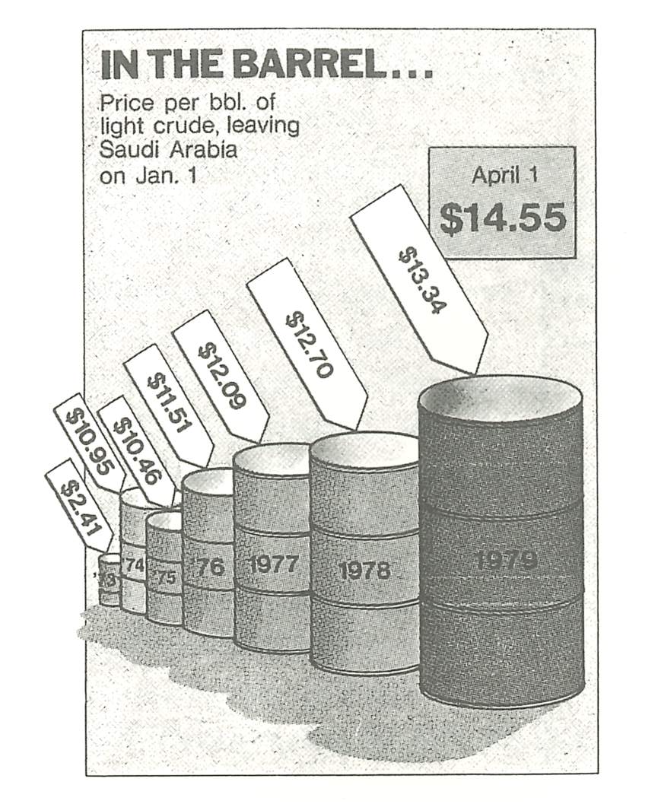 IN THE BARREL...
Price per bbl. of
light crude, leaving
Saudi Arabia
on Jan. 1
April 1
$14.55
$13.34
$12.70
$12.09
$11.51
$10.46
$10.95
$2.41
'73
'74
'75
'76
1977
1978
1979